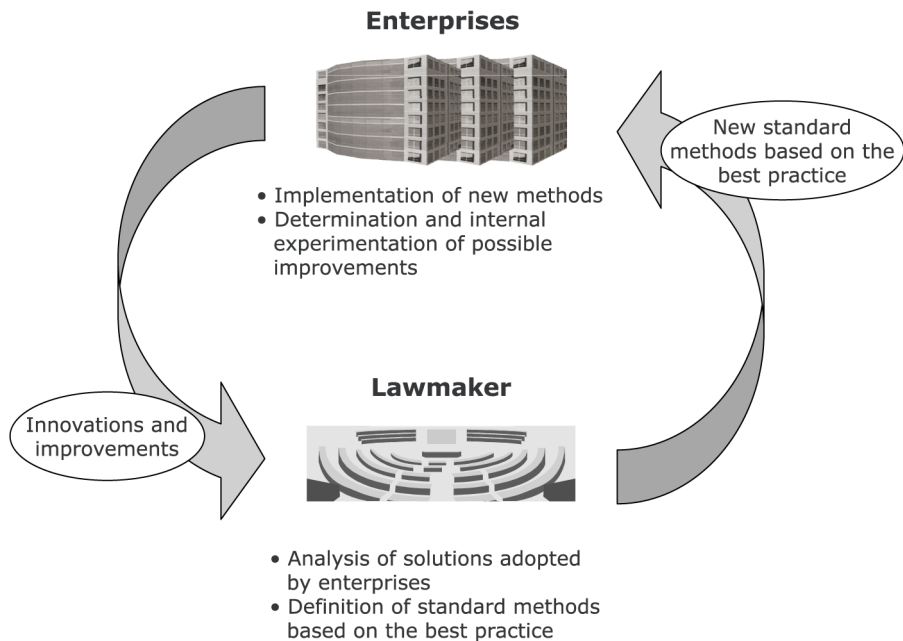 Enterprises
New standard
methods based on the
best practice
• Implementation of new methods
• Determination and internal
experimentation of possible
improvements
Lawmaker
Innovations and
improvements
• Analysis of solutions adopted
by enterprises
• Definition of standard methods
based on the best practice